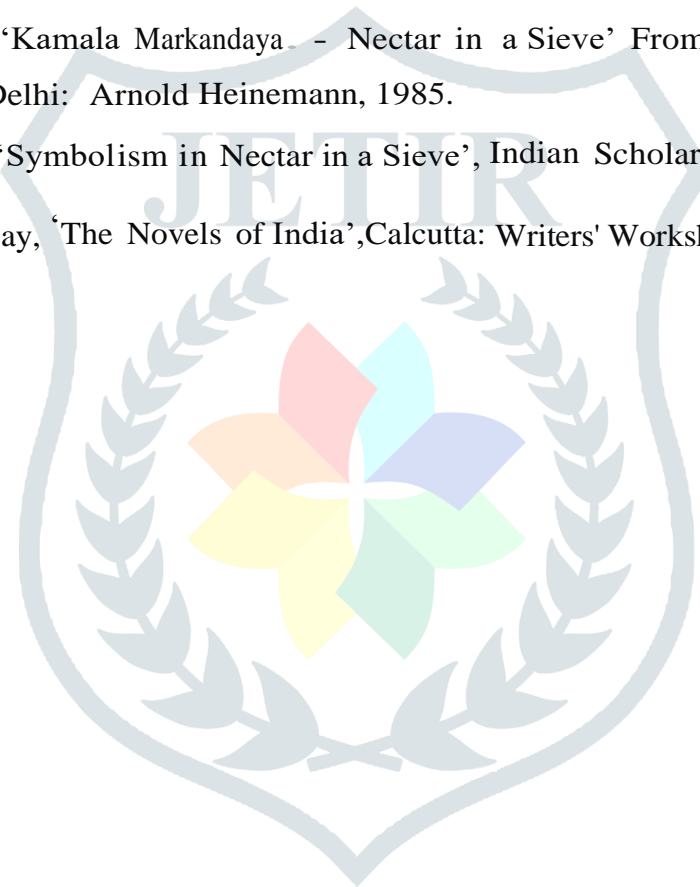 ‘Kamala Markandaya - Nectar in a Sieve’ From
Delhi: Arnold Heinemann, 1985.
‘Symbolism in Nectar in a Sieve’, Indian Scholar
JETIR
ay, ‘The Novels of India’,Calcutta: Writers' Worksh